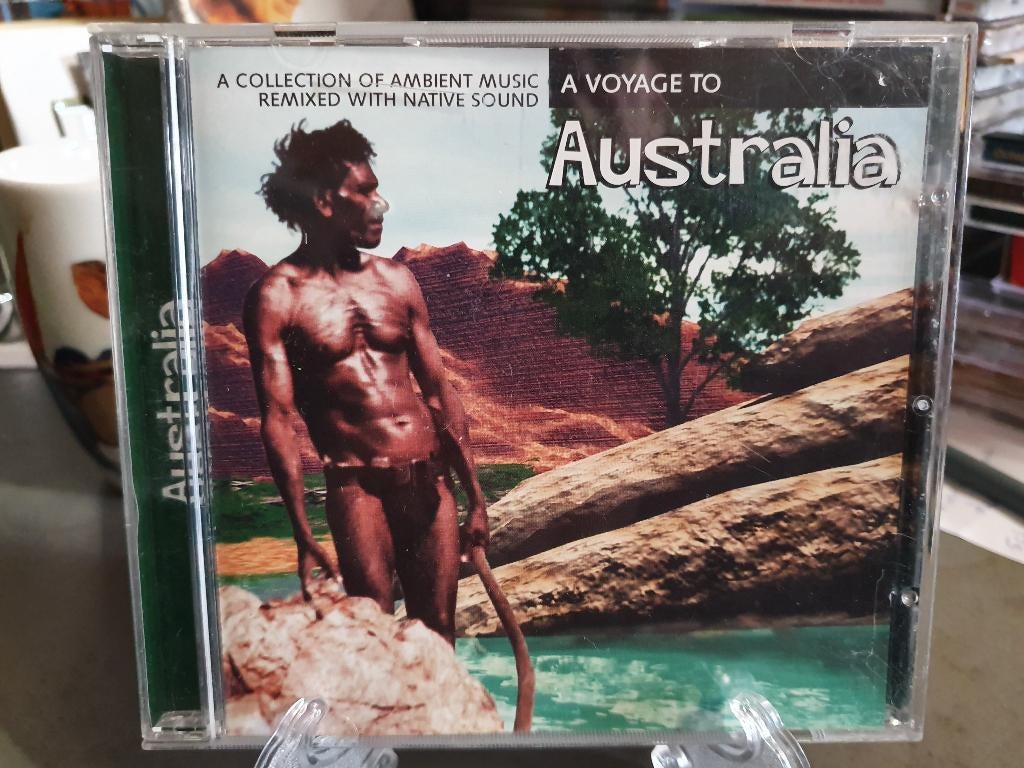 A COLLECTION OF AMBIENT MUSIC
REMIXED WITH NATIVE SOUND
A VOYAGE TO
Australia
Australia